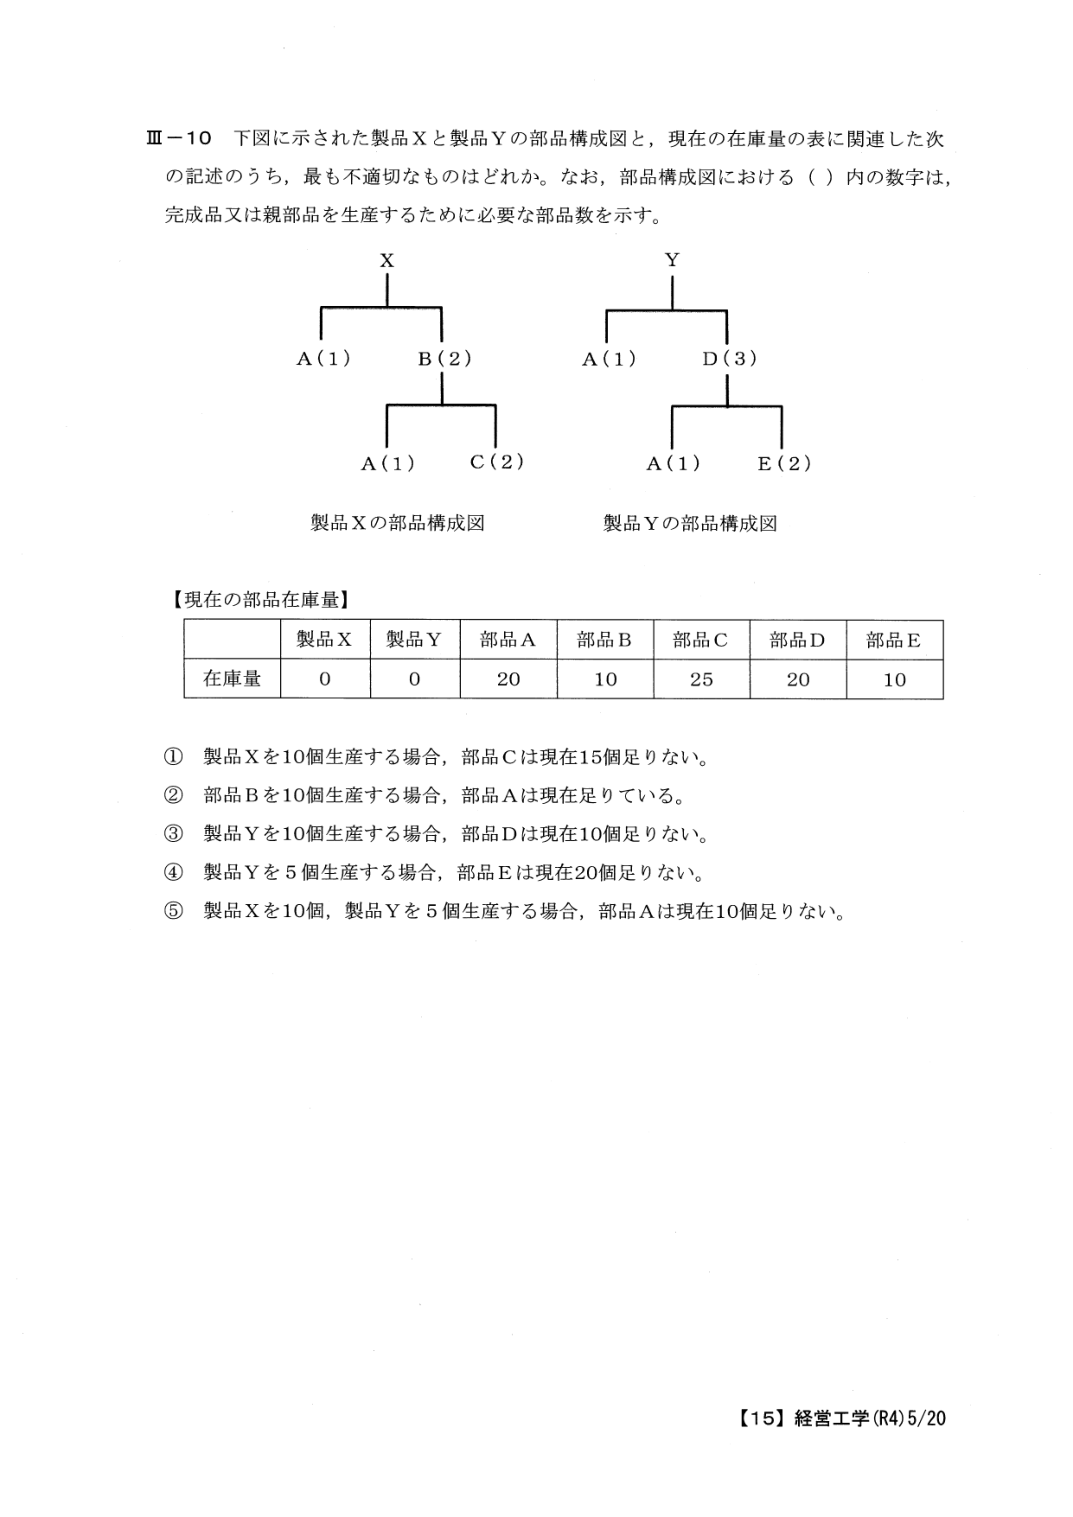 Ⅲ－10　下図に示された製品Ｘと製品Ｙの部品構成図と，現在の在庫量の表に関連した次
の記述のうち，最も不適切なものはどれか。なお，部品構成図における（ ）内の数字は，
完成品又は親部品を生産するために必要な部品数を示す。
X　Y
A(1)　B(2)　A(1)　D(3)
A(1)　C(2)　A(1)　E(2)
製品Ｘの部品構成図　製品Ｙの部品構成図
【現在の部品在庫量】
製品Ｘ　製品Ｙ　部品Ａ　部品Ｂ　部品Ｃ　部品Ｄ　部品Ｅ
在庫量　0　0　20　10　25　20　10
①　製品Ｘを10個生産する場合，部品Ｃは現在15個足りない。
②　部品Ｂを10個生産する場合，部品Ａは現在足りている。
③　製品Ｙを10個生産する場合，部品Ｄは現在10個足りない。
④　製品Ｙを５個生産する場合，部品Ｅは現在20個足りない。
⑤　製品Ｘを10個，製品Ｙを５個生産する場合，部品Ａは現在10個足りない。
【15】経営工学(R4)5/20